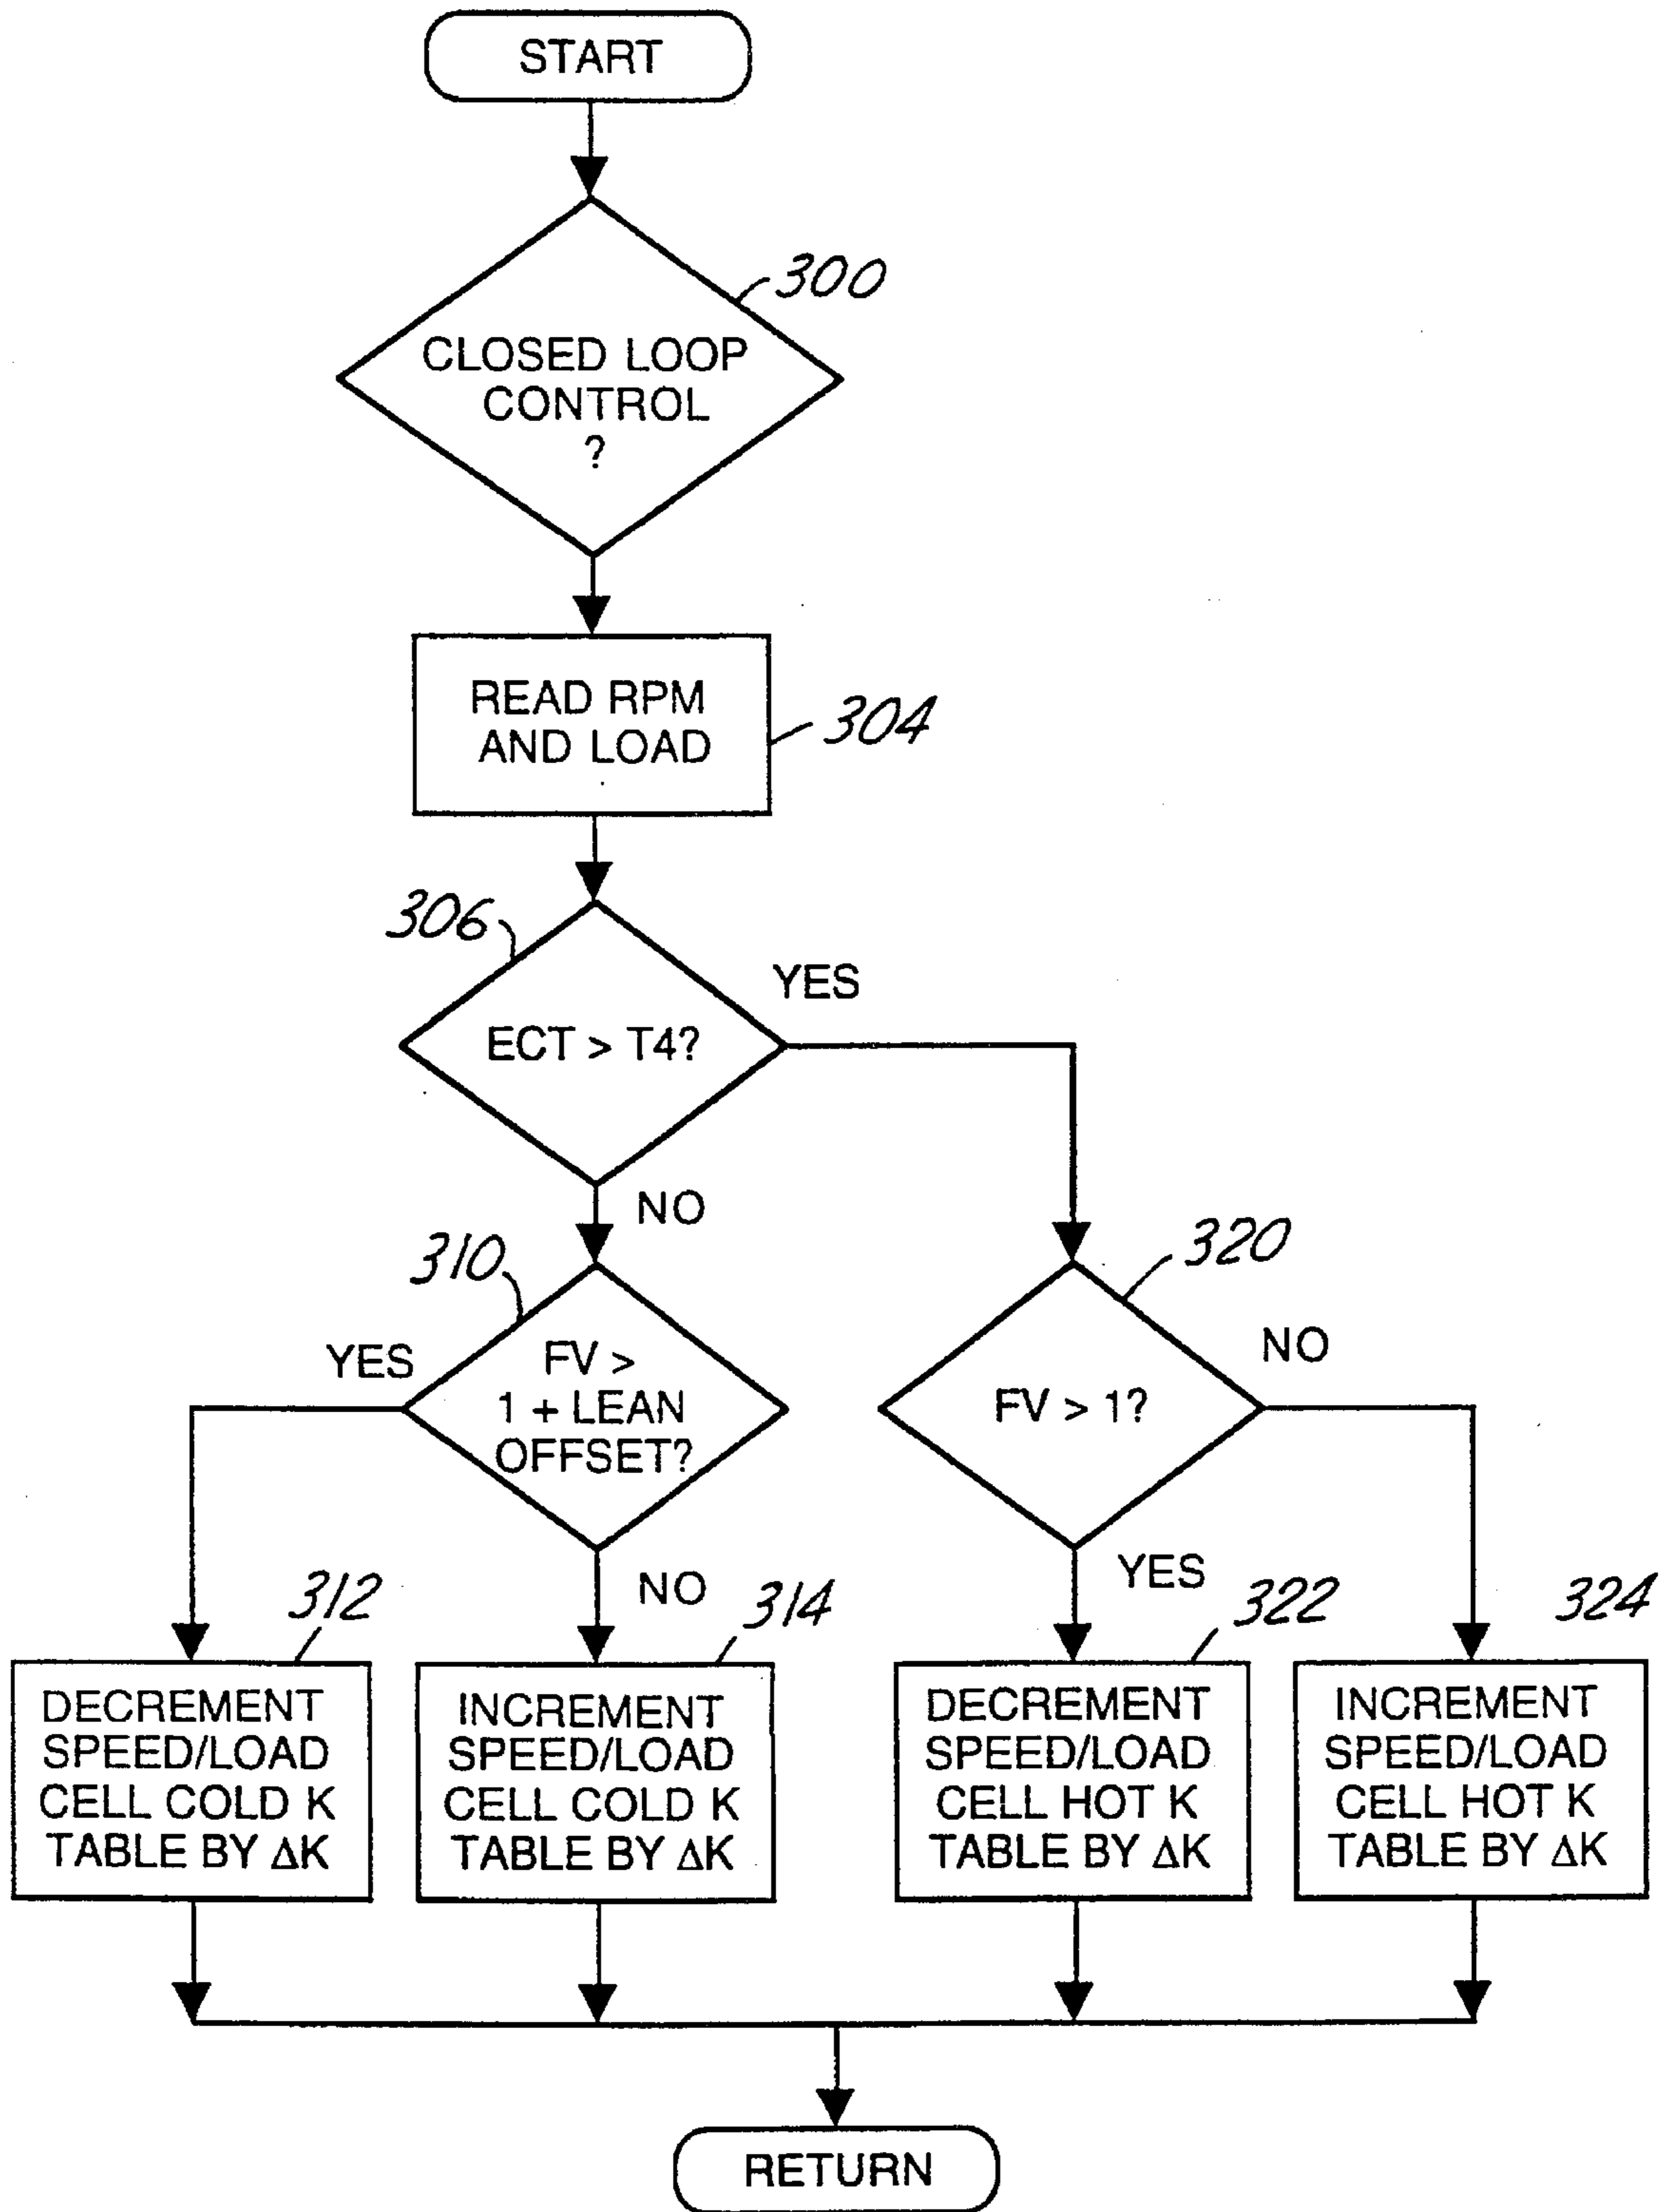 START
300
CLOSED LOOP
CONTROL
?
READ RPM
AND LOAD
304
306
ECT > T4?
YES
NO
310
FV >
1 + LEAN
OFFSET?
YES
NO
320
FV > 1?
NO
YES
312
DECREMENT
SPEED/LOAD
CELL COLD K
TABLE BY ΔK
314
INCREMENT
SPEED/LOAD
CELL COLD K
TABLE BY ΔK
322
DECREMENT
SPEED/LOAD
CELL HOT K
TABLE BY ΔK
324
INCREMENT
SPEED/LOAD
CELL HOT K
TABLE BY ΔK
RETURN